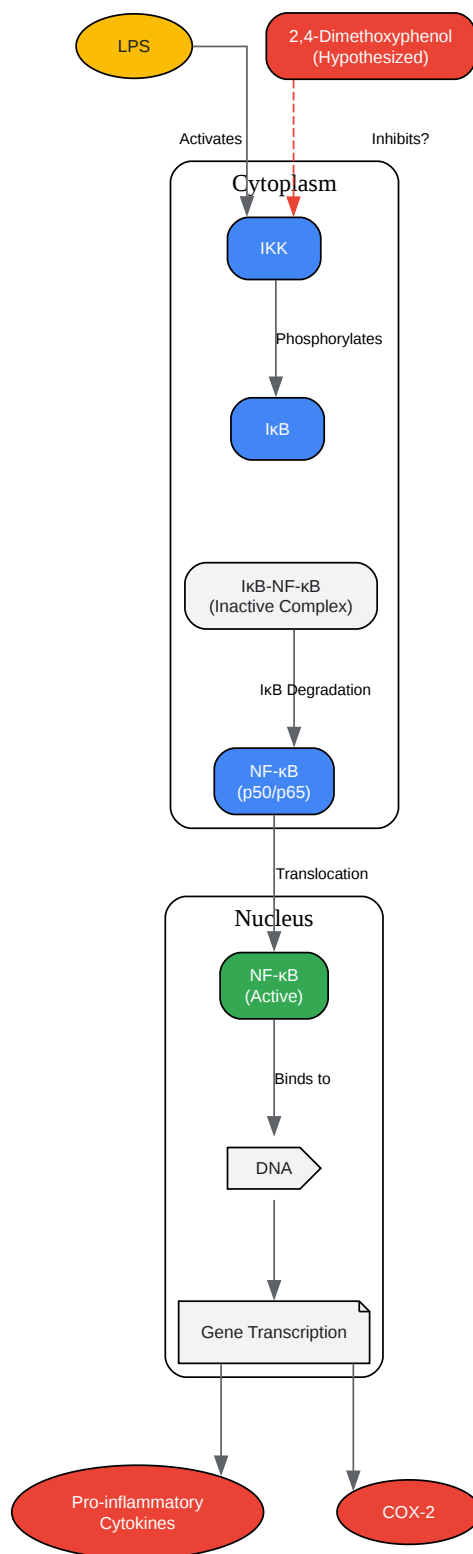 LPS
2,4-Dimethoxyphenol
(Hypothesized)
Activates
Inhibits?
Cytoplasm
IKK
Phosphorylates
IκB
IκB-NF-κB
(Inactive Complex)
IκB Degradation
NF-κB
(p50/p65)
Translocation
Nucleus
NF-κB
(Active)
Binds to
DNA
Gene Transcription
Pro-inflammatory
Cytokines
COX-2